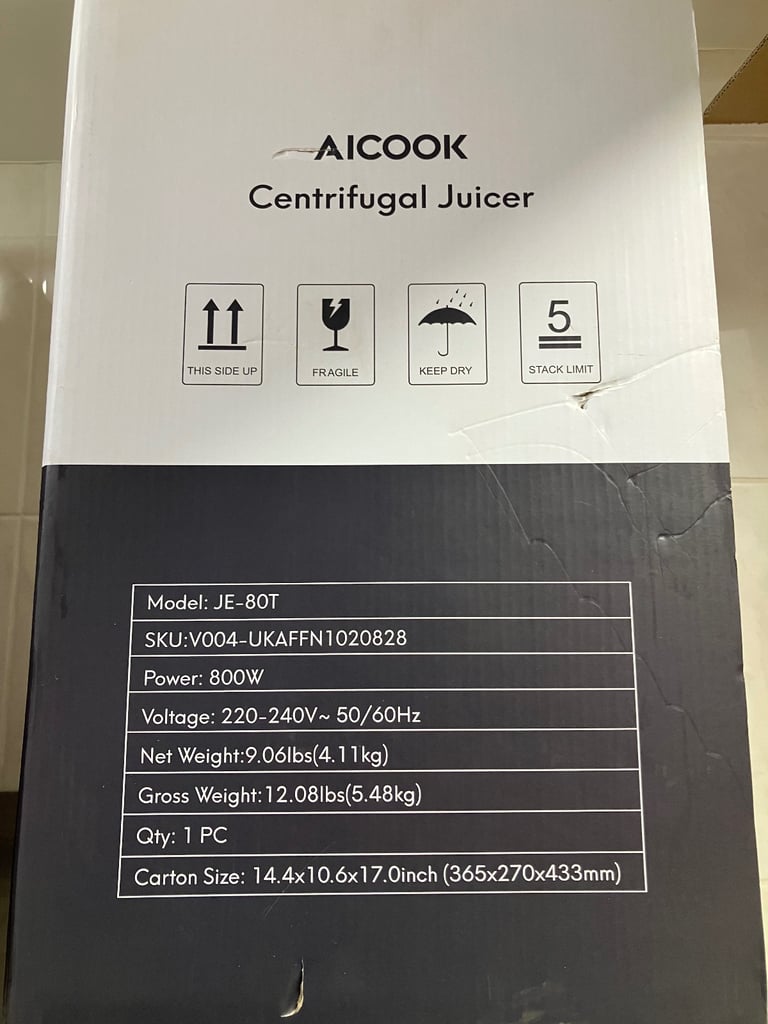 AICOOK
Centrifugal Juicer
THIS SIDE UP
FRAGILE
KEEP DRY
5
STACK LIMIT
Model: JE-80T
SKU:V004-UKAFFN1020828
Power: 800W
Voltage: 220-240V~ 50/60Hz
Net Weight:9.06lbs(4.11kg)
Gross Weight:12.08lbs(5.48kg)
Qty: 1 PC
Carton Size: 14.4x10.6x17.0inch (365x270x433mm)